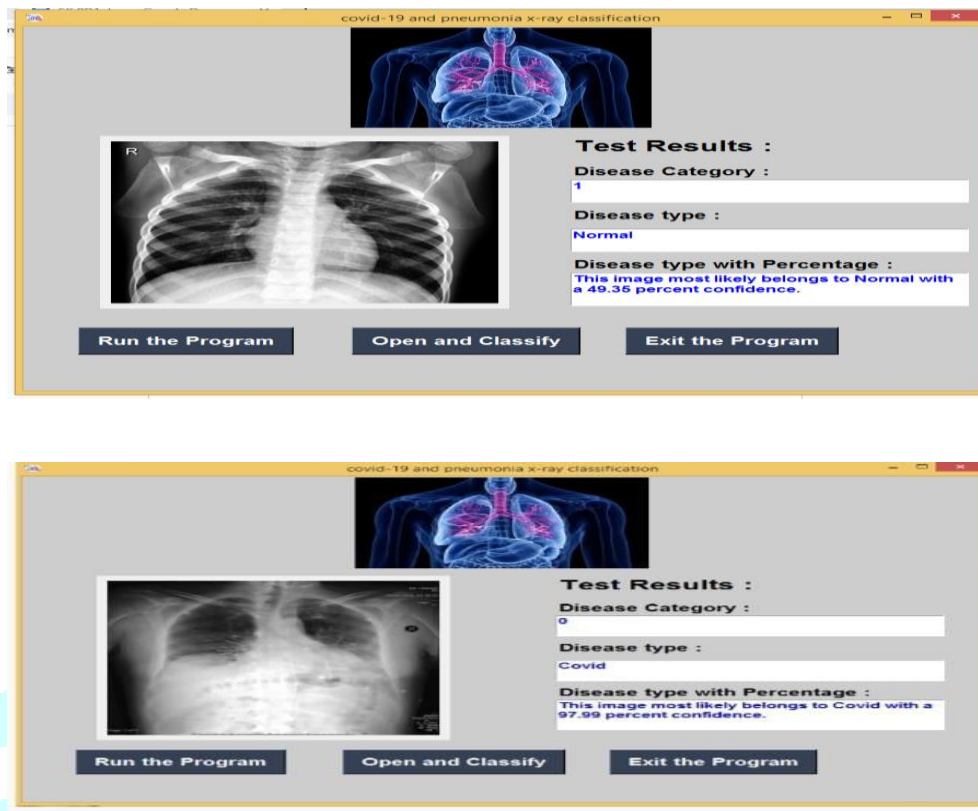 covid-19 and pneumonia x-ray classification
R
Test Results :
Disease Category :
1
Disease type :
Normal
Disease type with Percentage :
This image most likely belongs to Normal with
a 49.35 percent confidence.
Run the Program
Open and Classify
Exit the Program
covid-19 and pneumonia x-ray classification
Test Results :
Disease Category :
0
Disease type :
Covid
Disease type with Percentage :
This image most likely belongs to Covid with a
97.99 percent confidence.
Run the Program
Open and Classify
Exit the Program